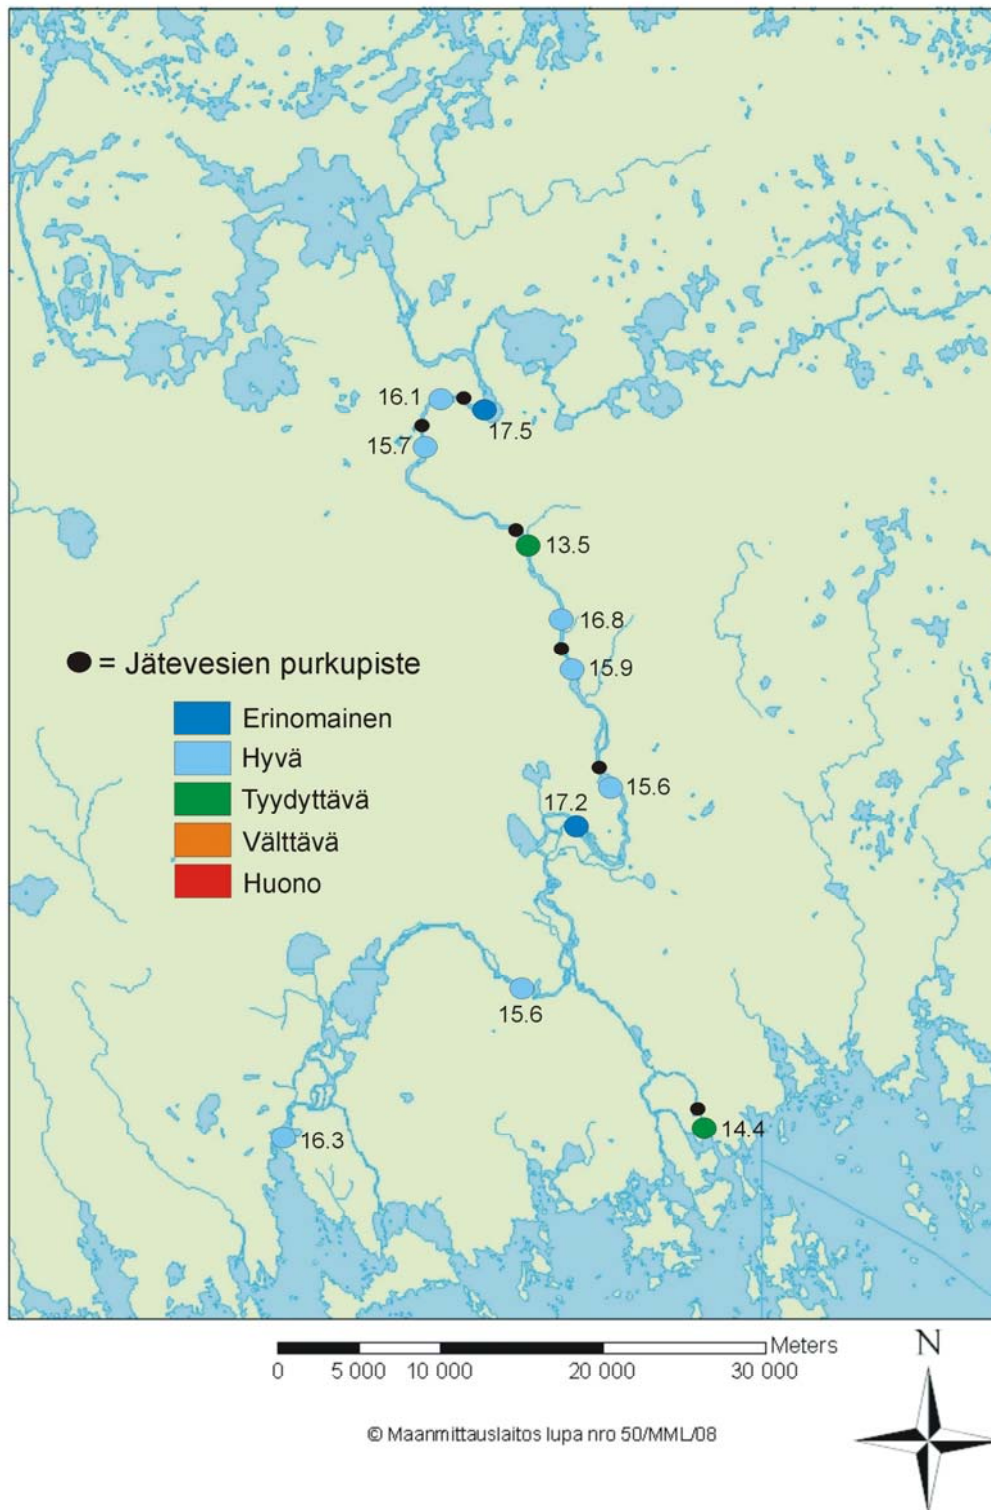 16.1
17.5
15.7
13.5
16.8
= Jätevesien purkupiste
15.9
Erinomainen
Hyvä
Tyydyttävä
Välttävä
Huono
15.6
17.2
15.6
14.4
16.3
Meters
0 5 000 10 000 20 000 30 000
N
© Maanmittauslaitos lupa nro 50/MML/08